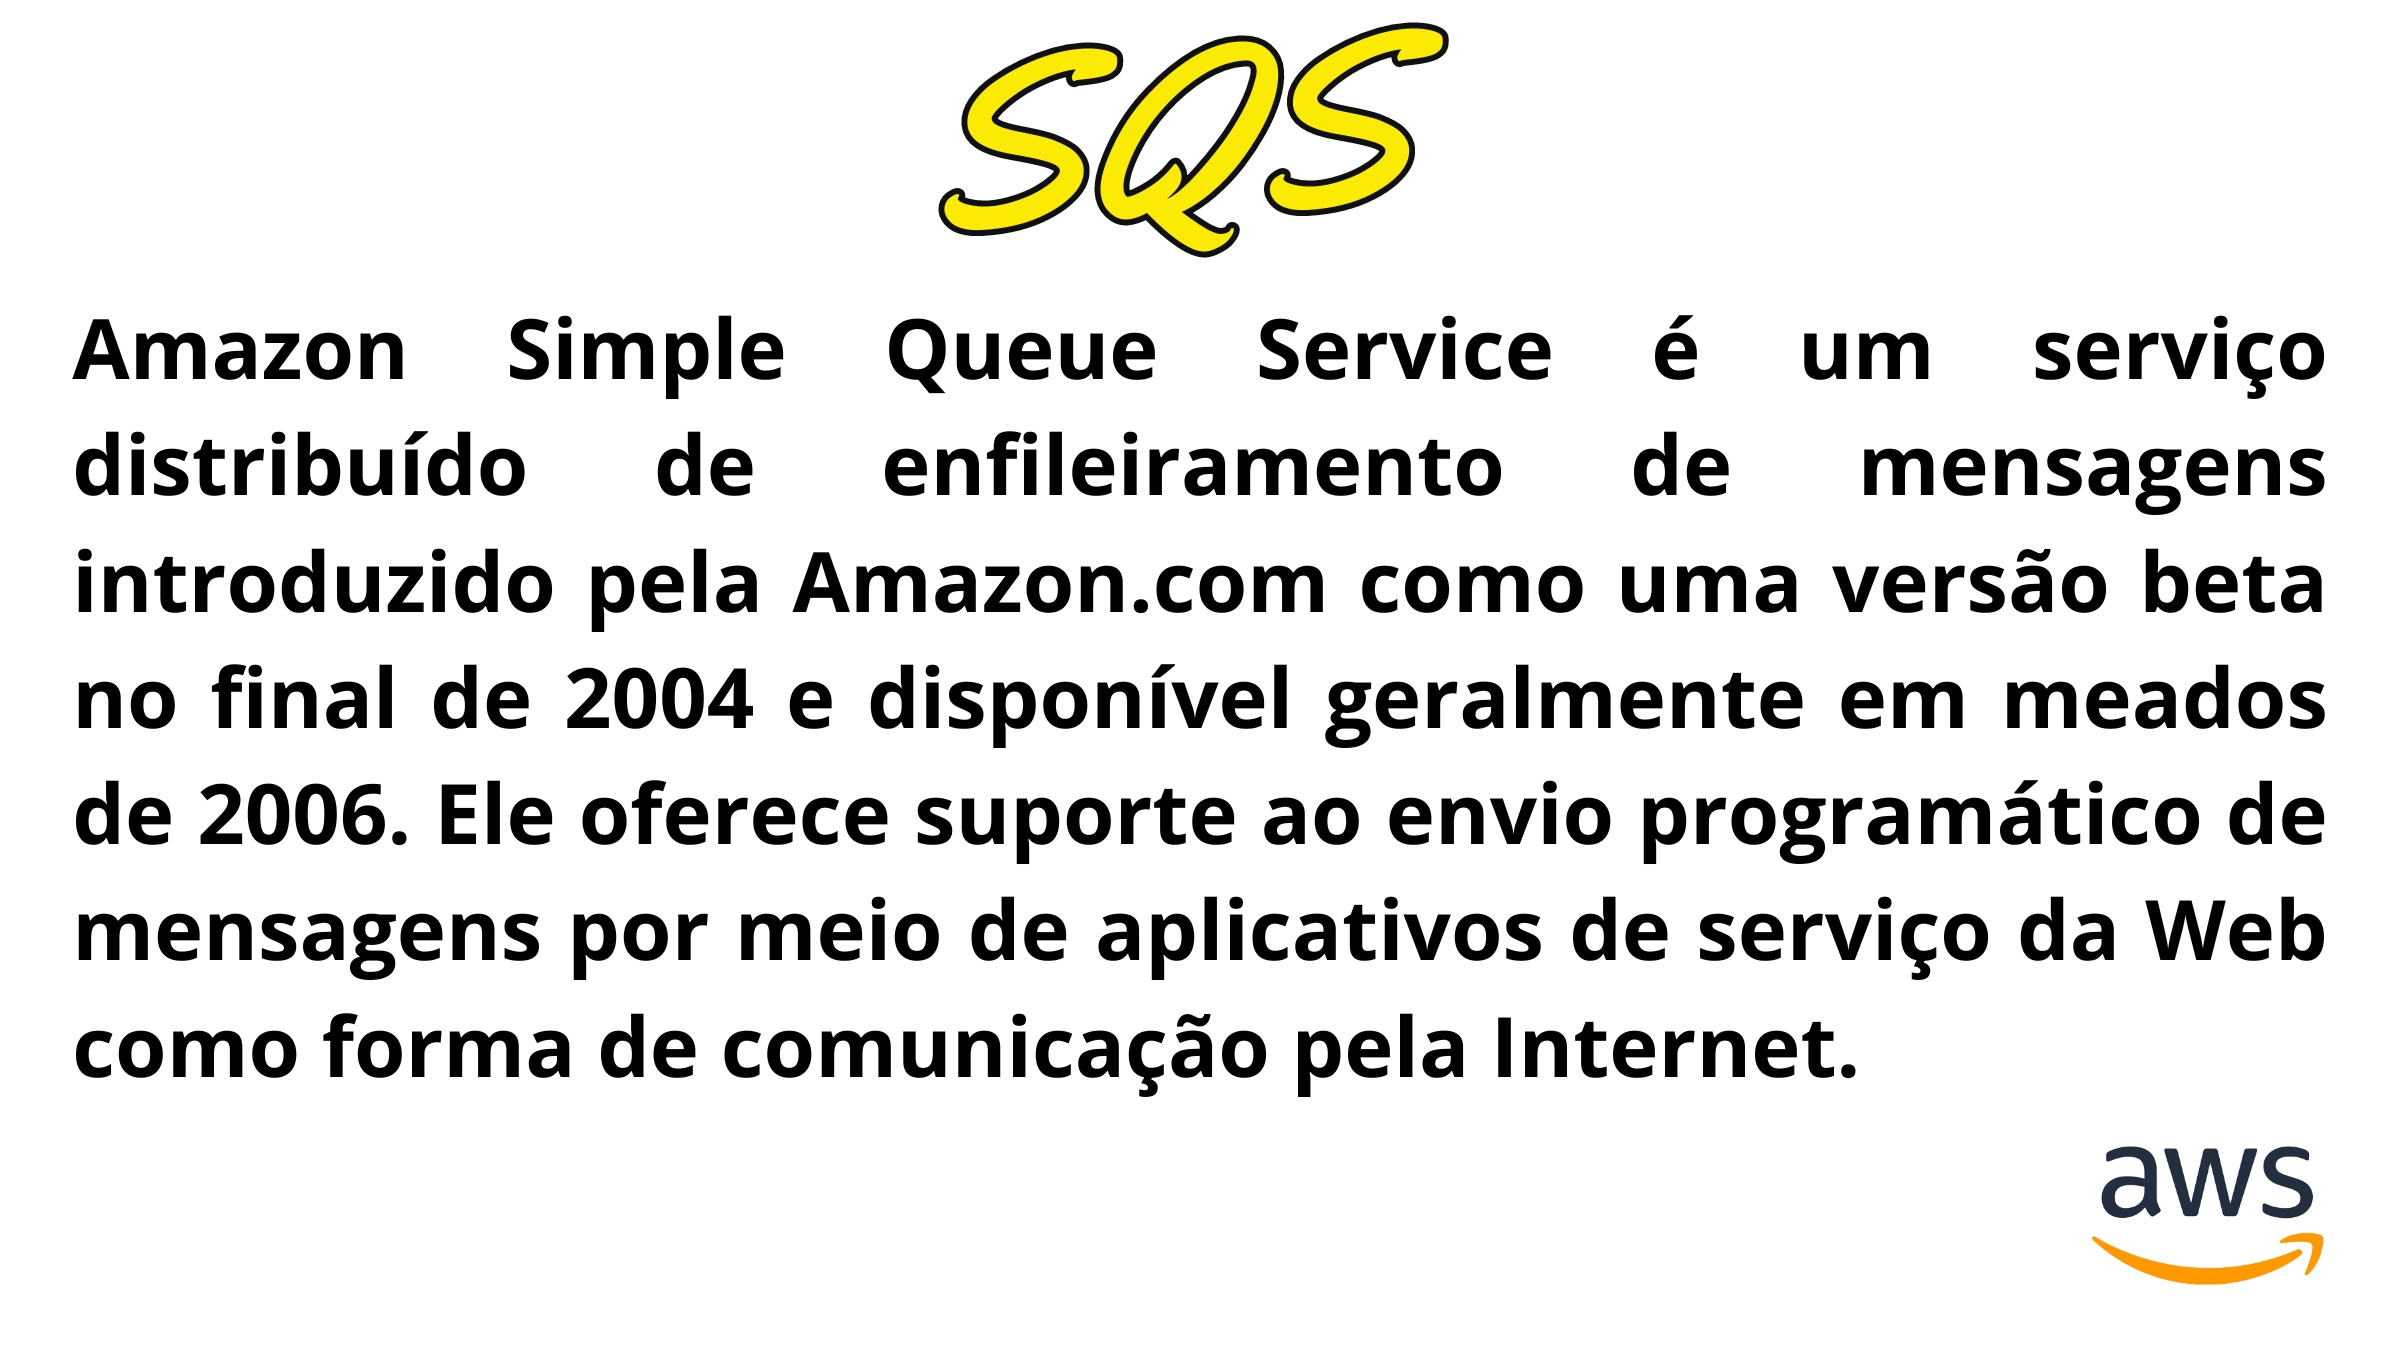 SQS
Amazon Simple Queue Service é um serviço
distribuído de enfileiramento de mensagens
introduzido pela Amazon.com como uma versão beta
no final de 2004 e disponível geralmente em meados
de 2006. Ele oferece suporte ao envio programático de
mensagens por meio de aplicativos de serviço da Web
como forma de comunicação pela Internet.
aws